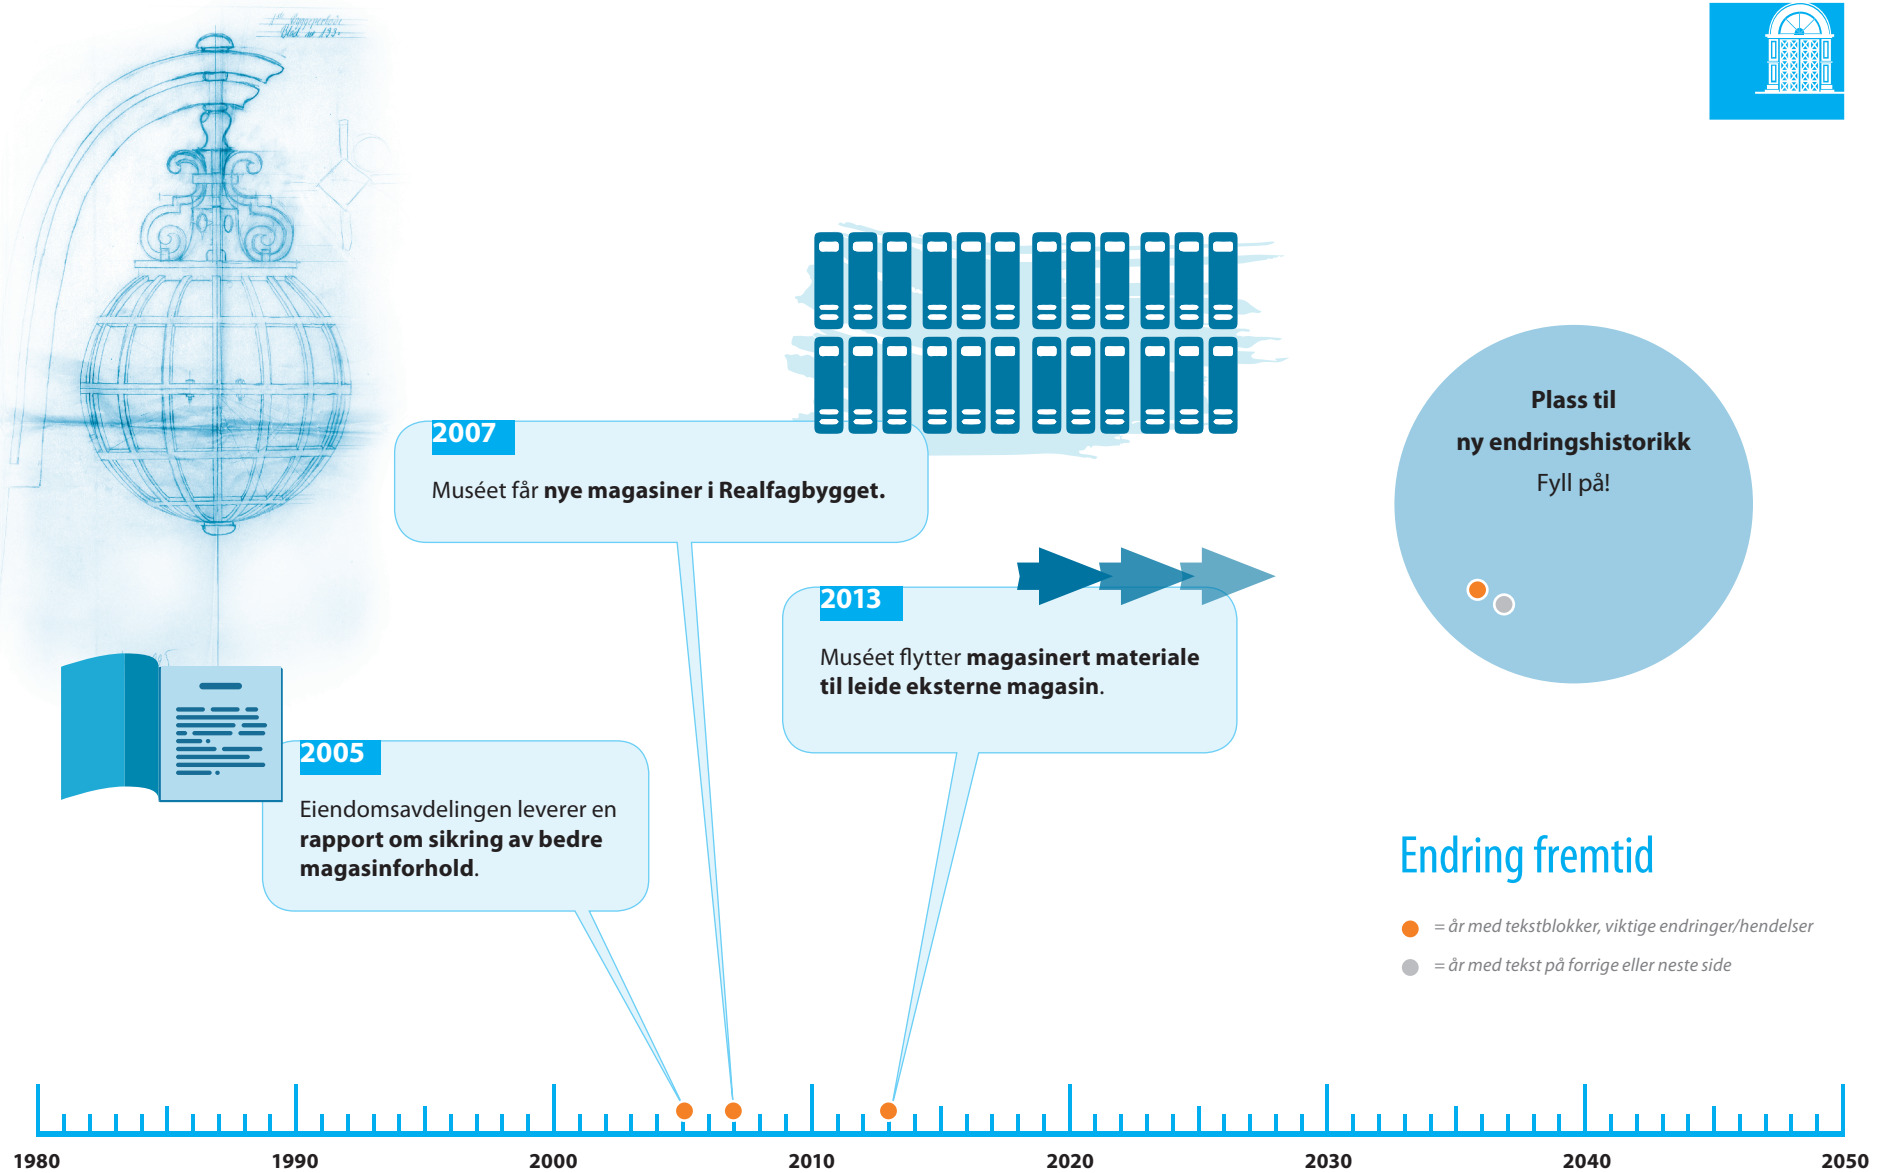 2007
Muséet får nye magasiner i Realfagbygget.
Plass til
ny endringshistorikk
Fyll på!
2013
Muséet flytter magasinert materiale
til leide eksterne magasin.
2005
Eiendomsavdelingen leverer en
rapport om sikring av bedre
magasinforhold.
Endring fremtid
= år med tekstblokker, viktige endringer/hendelser
= år med tekst på forrige eller neste side
1980 1990 2000 2010 2020 2030 2040 2050